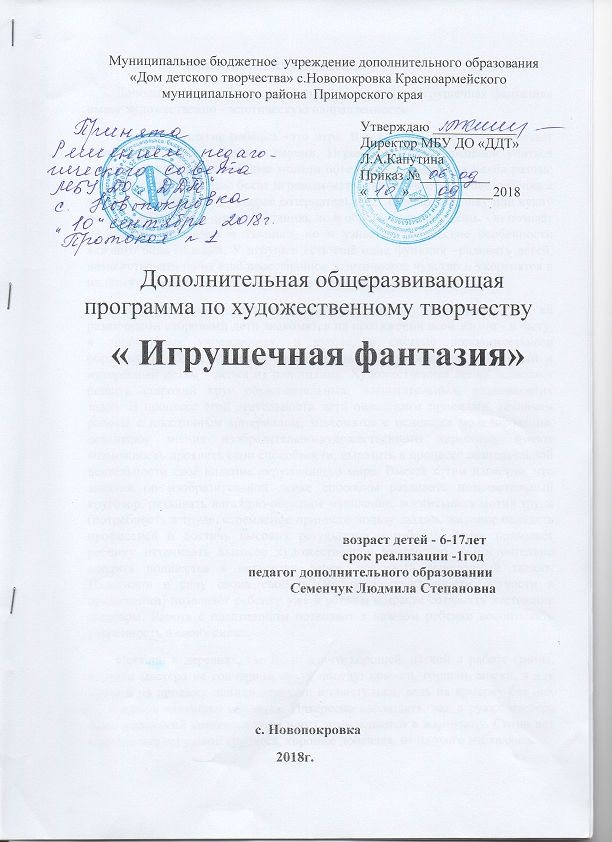 Муниципальное бюджетное учреждение дополнительного образования
«Дом детского творчества» с.Новопокровка Красноармейского
муниципального района Приморского края
Принята
Решением педаго-
гического совета
МБУ ДО "ДДТ"
с. Новопокровка
"10" сентября 2018г.
Протокол № 1
Утверждаю
Директор МБУ ДО «ДДТ»
Л.А.Капутина
Приказ № 06-од
« 10 » 09 2018
Дополнительная общеразвивающая
программа по художественному творчеству
« Игрушечная фантазия»
возраст детей - 6-17лет
срок реализации -1год
педагог дополнительного образования
Семенчук Людмила Степановна
с. Новопокровка
2018г.